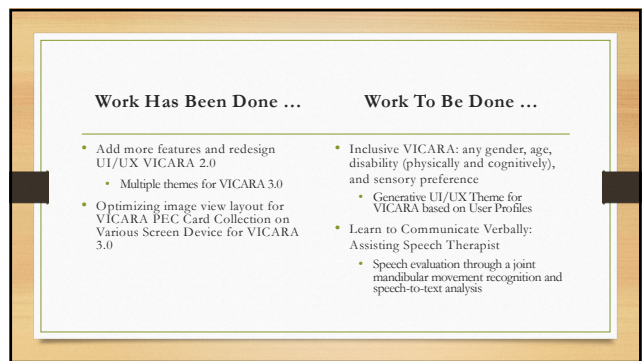 Work Has Been Done …
• Add more features and redesign
UI/UX VICARA 2.0
• Multiple themes for VICARA 3.0
• Optimizing image view layout for
VICARA PEC Card Collection on
Various Screen Device for VICARA
3.0
Work To Be Done …
• Inclusive VICARA: any gender, age,
disability (physically and cognitively),
and sensory preference
• Generative UI/UX Theme for
VICARA based on User Profiles
• Learn to Communicate Verbally:
Assisting Speech Therapist
• Speech evaluation through a joint
mandibular movement recognition and
speech-to-text analysis